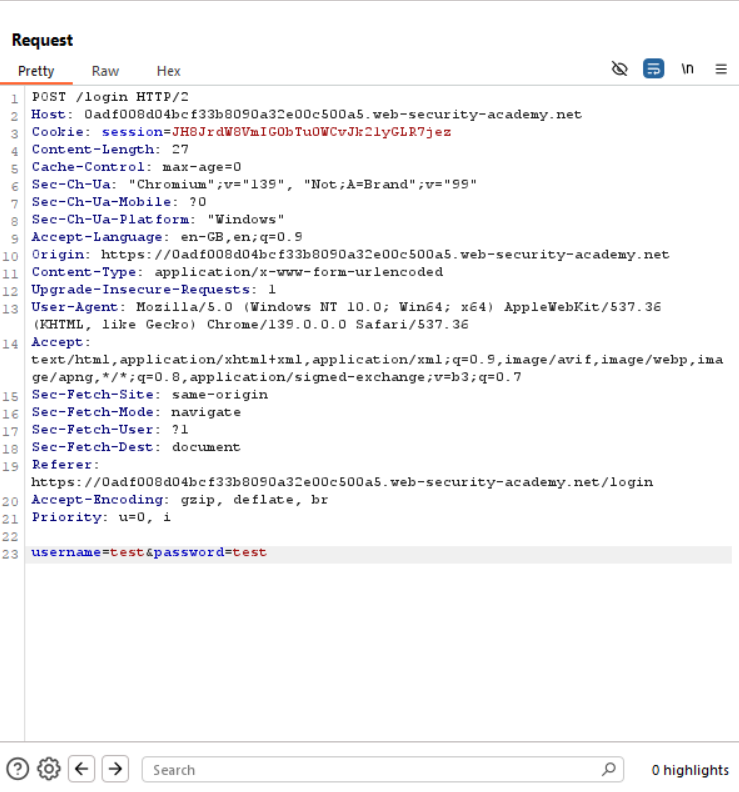 Request
Pretty Raw Hex \n
1 POST /login HTTP/2
2 Host: 0adf008d04bcf33b8090a32e00c500a5.web-security-academy.net
3 Cookie: session=JH8JrdW8VmIGObTuOWCvJk2lyGLR7jez
4 Content-Length: 27
5 Cache-Control: max-age=0
6 Sec-Ch-Ua: "Chromium";v="139", "Not;A=Brand";v="99"
7 Sec-Ch-Ua-Mobile: ?0
8 Sec-Ch-Ua-Platform: "Windows"
9 Accept-Language: en-GB,en;q=0.9
10 Origin: https://0adf008d04bcf33b8090a32e00c500a5.web-security-academy.net
11 Content-Type: application/x-www-form-urlencoded
12 Upgrade-Insecure-Requests: 1
13 User-Agent: Mozilla/5.0 (Windows NT 10.0; Win64; x64) AppleWebKit/537.36
(KHTML, like Gecko) Chrome/139.0.0.0 Safari/537.36
14 Accept:
text/html,application/xhtml+xml,application/xml;q=0.9,image/avif,image/webp,ima
ge/apng,*/*;q=0.8,application/signed-exchange;v=b3;q=0.7
15 Sec-Fetch-Site: same-origin
16 Sec-Fetch-Mode: navigate
17 Sec-Fetch-User: ?1
18 Sec-Fetch-Dest: document
19 Referer:
https://0adf008d04bcf33b8090a32e00c500a5.web-security-academy.net/login
20 Accept-Encoding: gzip, deflate, br
21 Priority: u=0, i
22
23 username=test&password=test
Search 0 highlights